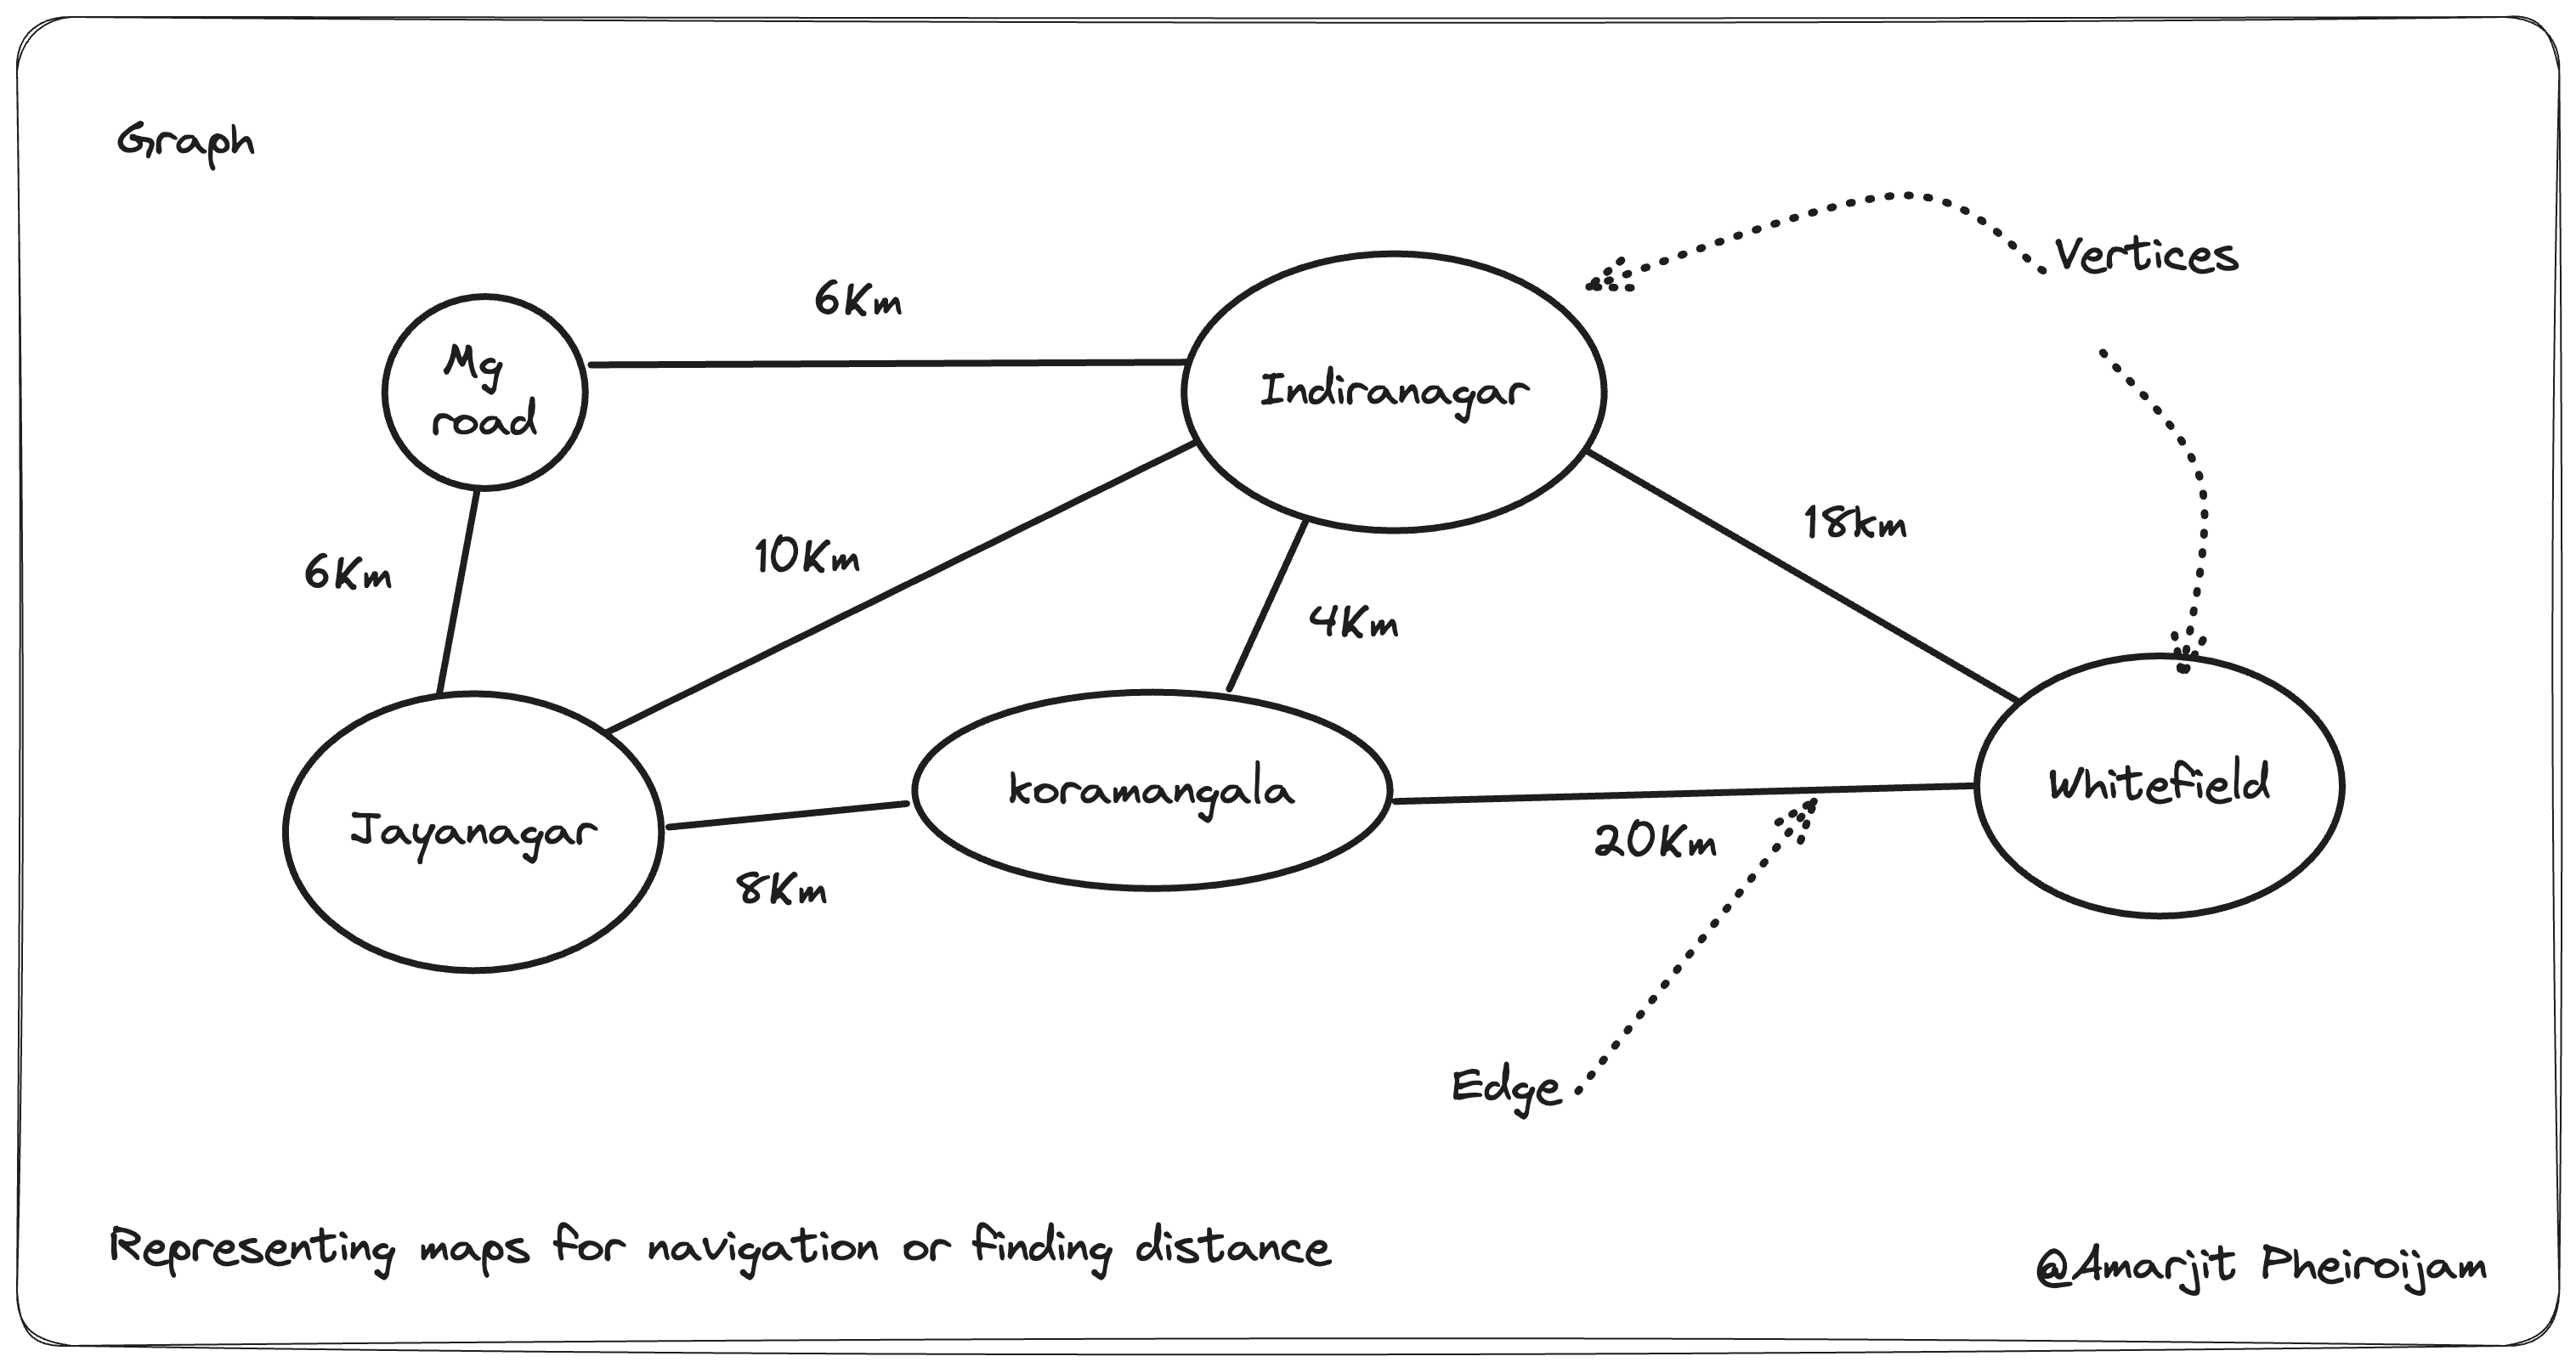 Graph
Vertices
6Km
Mg
road
Indiranagar
18km
10Km
6Km
4Km
Jayanagar
koramangala
Whitefield
20Km
8Km
Edge
Representing maps for navigation or finding distance
@Amarjit Pheiroijam